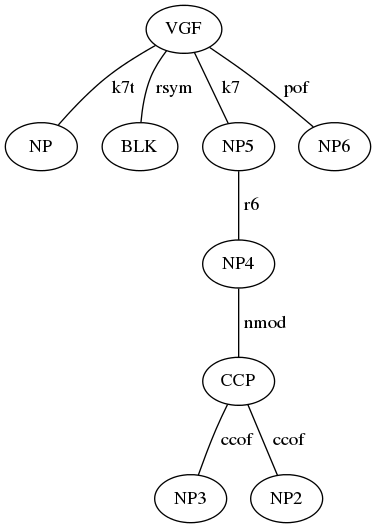 VGF
k7t rsym k7 pof
NP BLK NP5 NP6
r6
NP4
nmod
CCP
ccof ccof
NP3 NP2